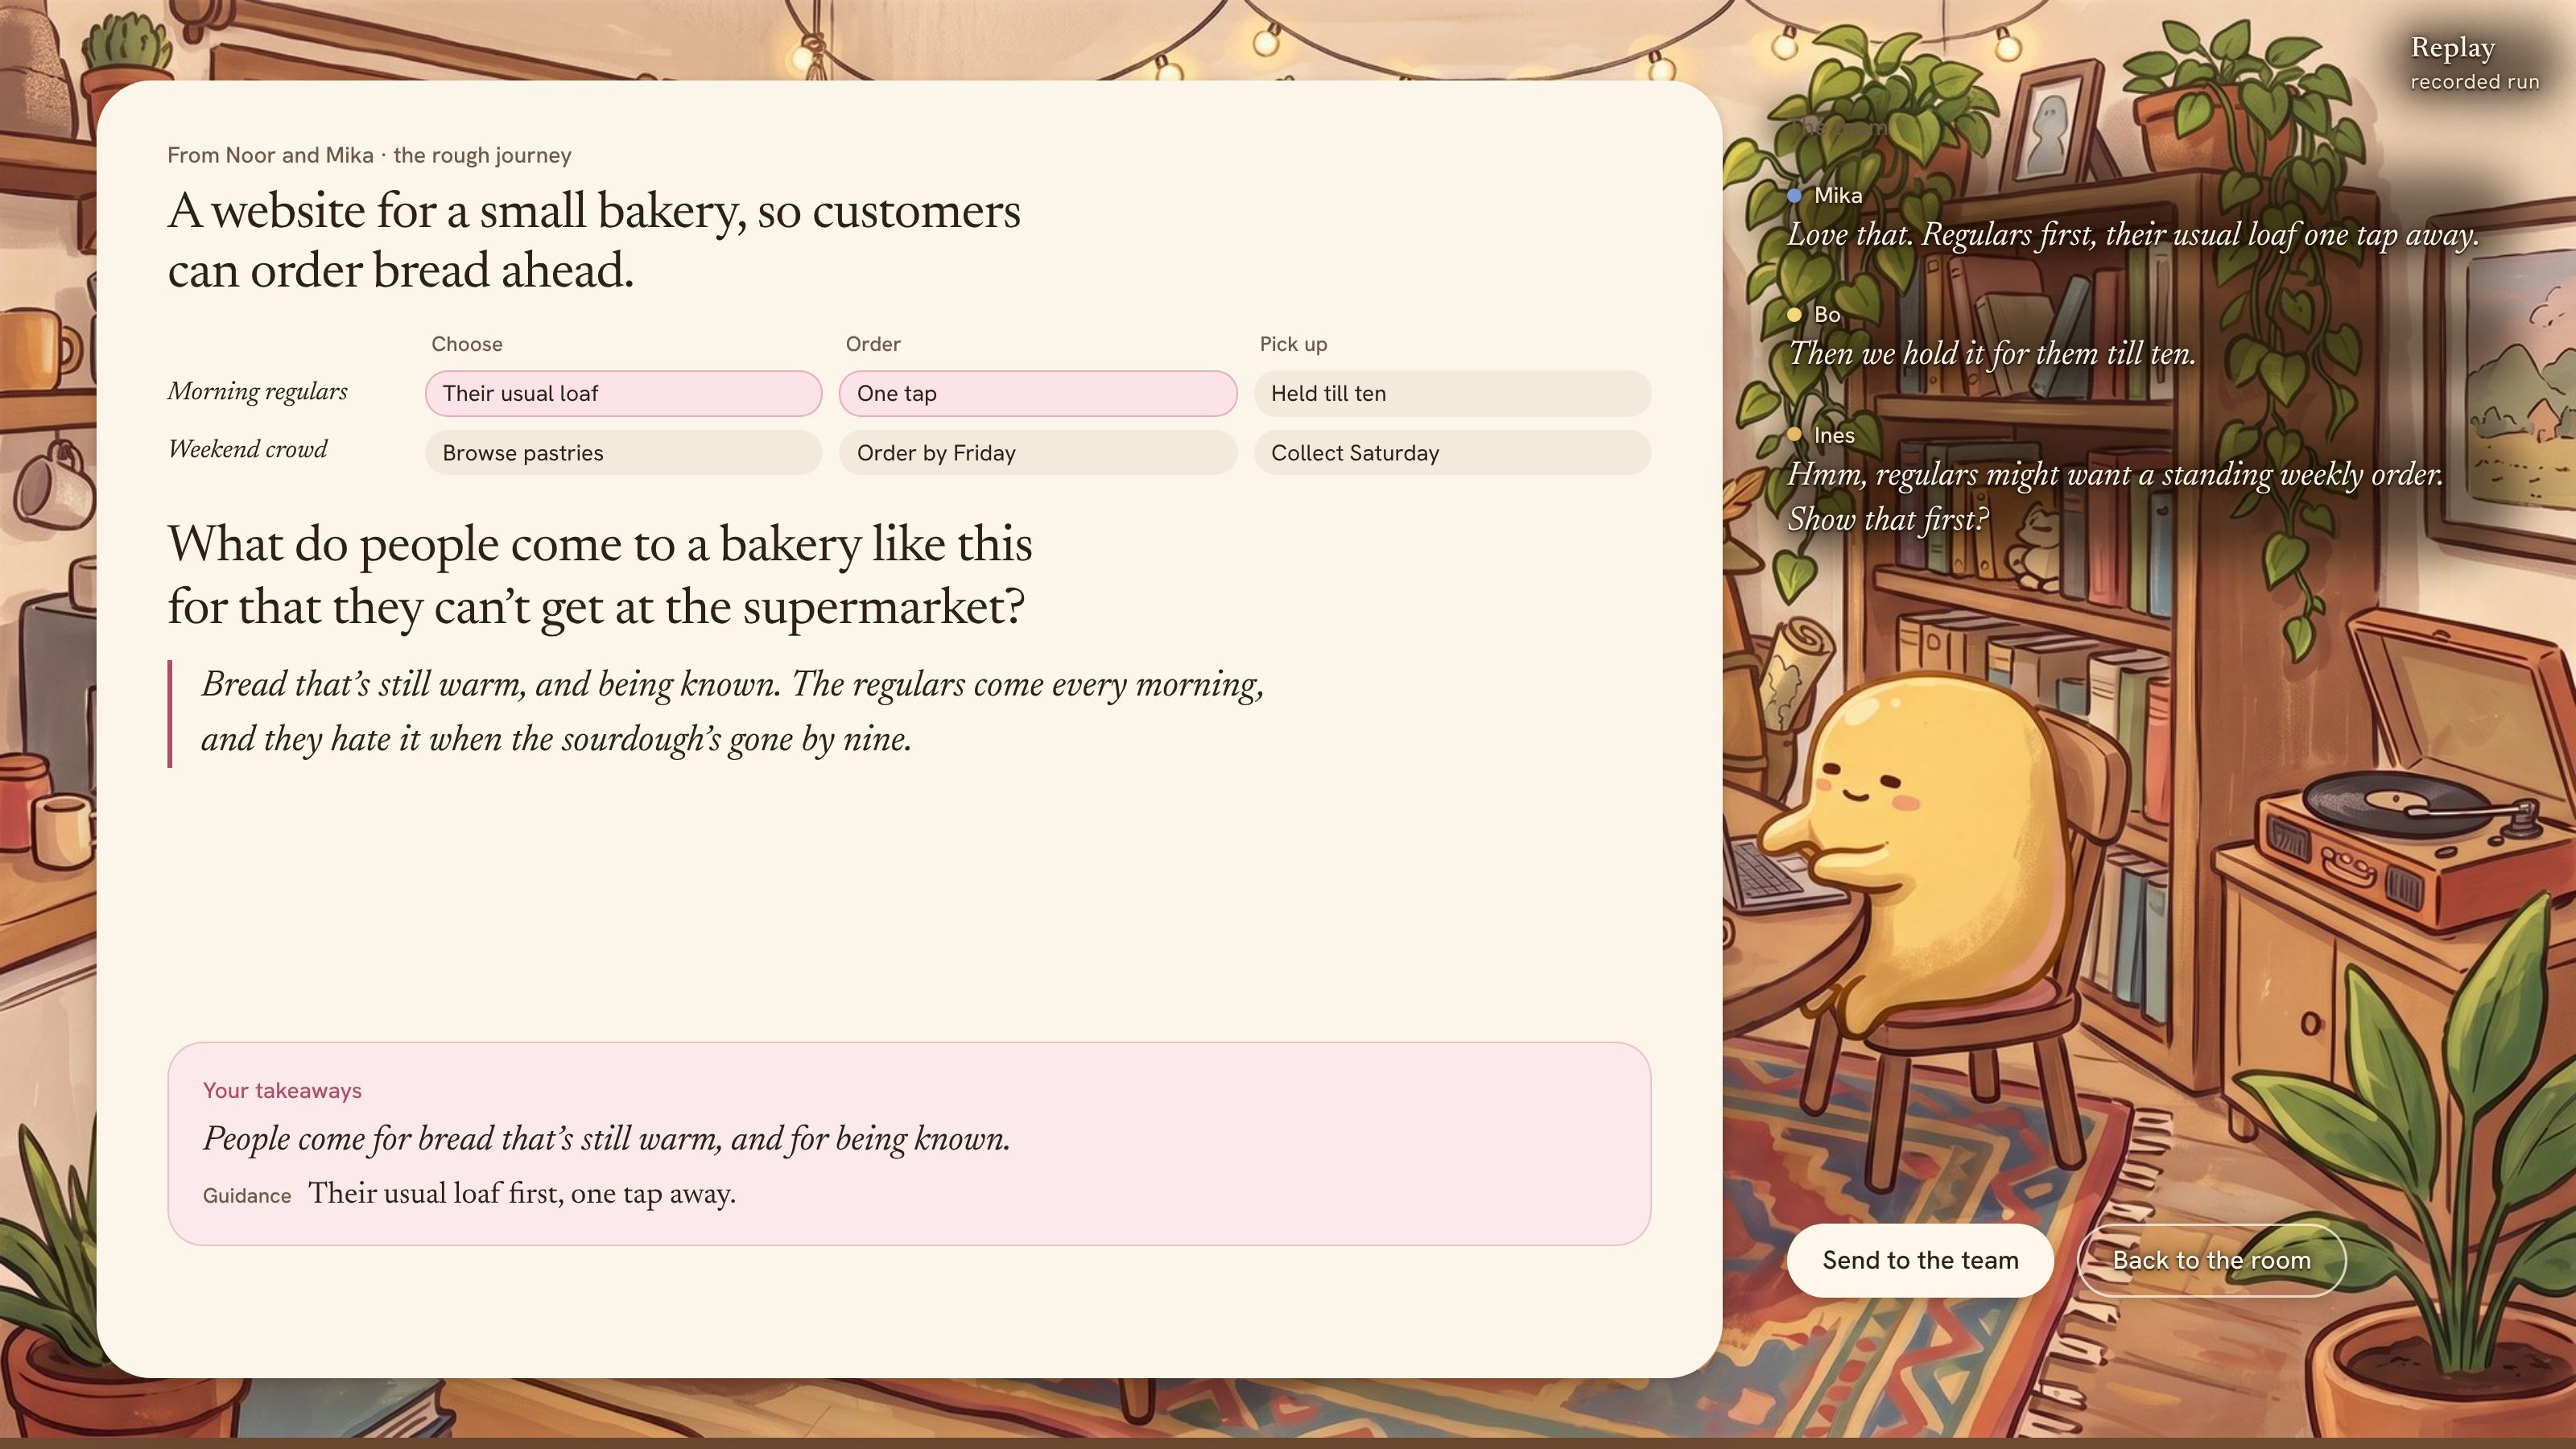 Replay
recorded run
From Noor and Mika · the rough journey
A website for a small bakery, so customers
can order bread ahead.
Choose Order Pick up
Morning regulars Their usual loaf One tap Held till ten
Weekend crowd Browse pastries Order by Friday Collect Saturday
What do people come to a bakery like this
for that they can’t get at the supermarket?
Bread that’s still warm, and being known. The regulars come every morning,
and they hate it when the sourdough’s gone by nine.
Your takeaways
People come for bread that’s still warm, and for being known.
Guidance Their usual loaf first, one tap away.
Mika
Love that. Regulars first, their usual loaf one tap away.
Bo
Then we hold it for them till ten.
Ines
Hmm, regulars might want a standing weekly order.
Show that first?
Send to the team
Back to the room